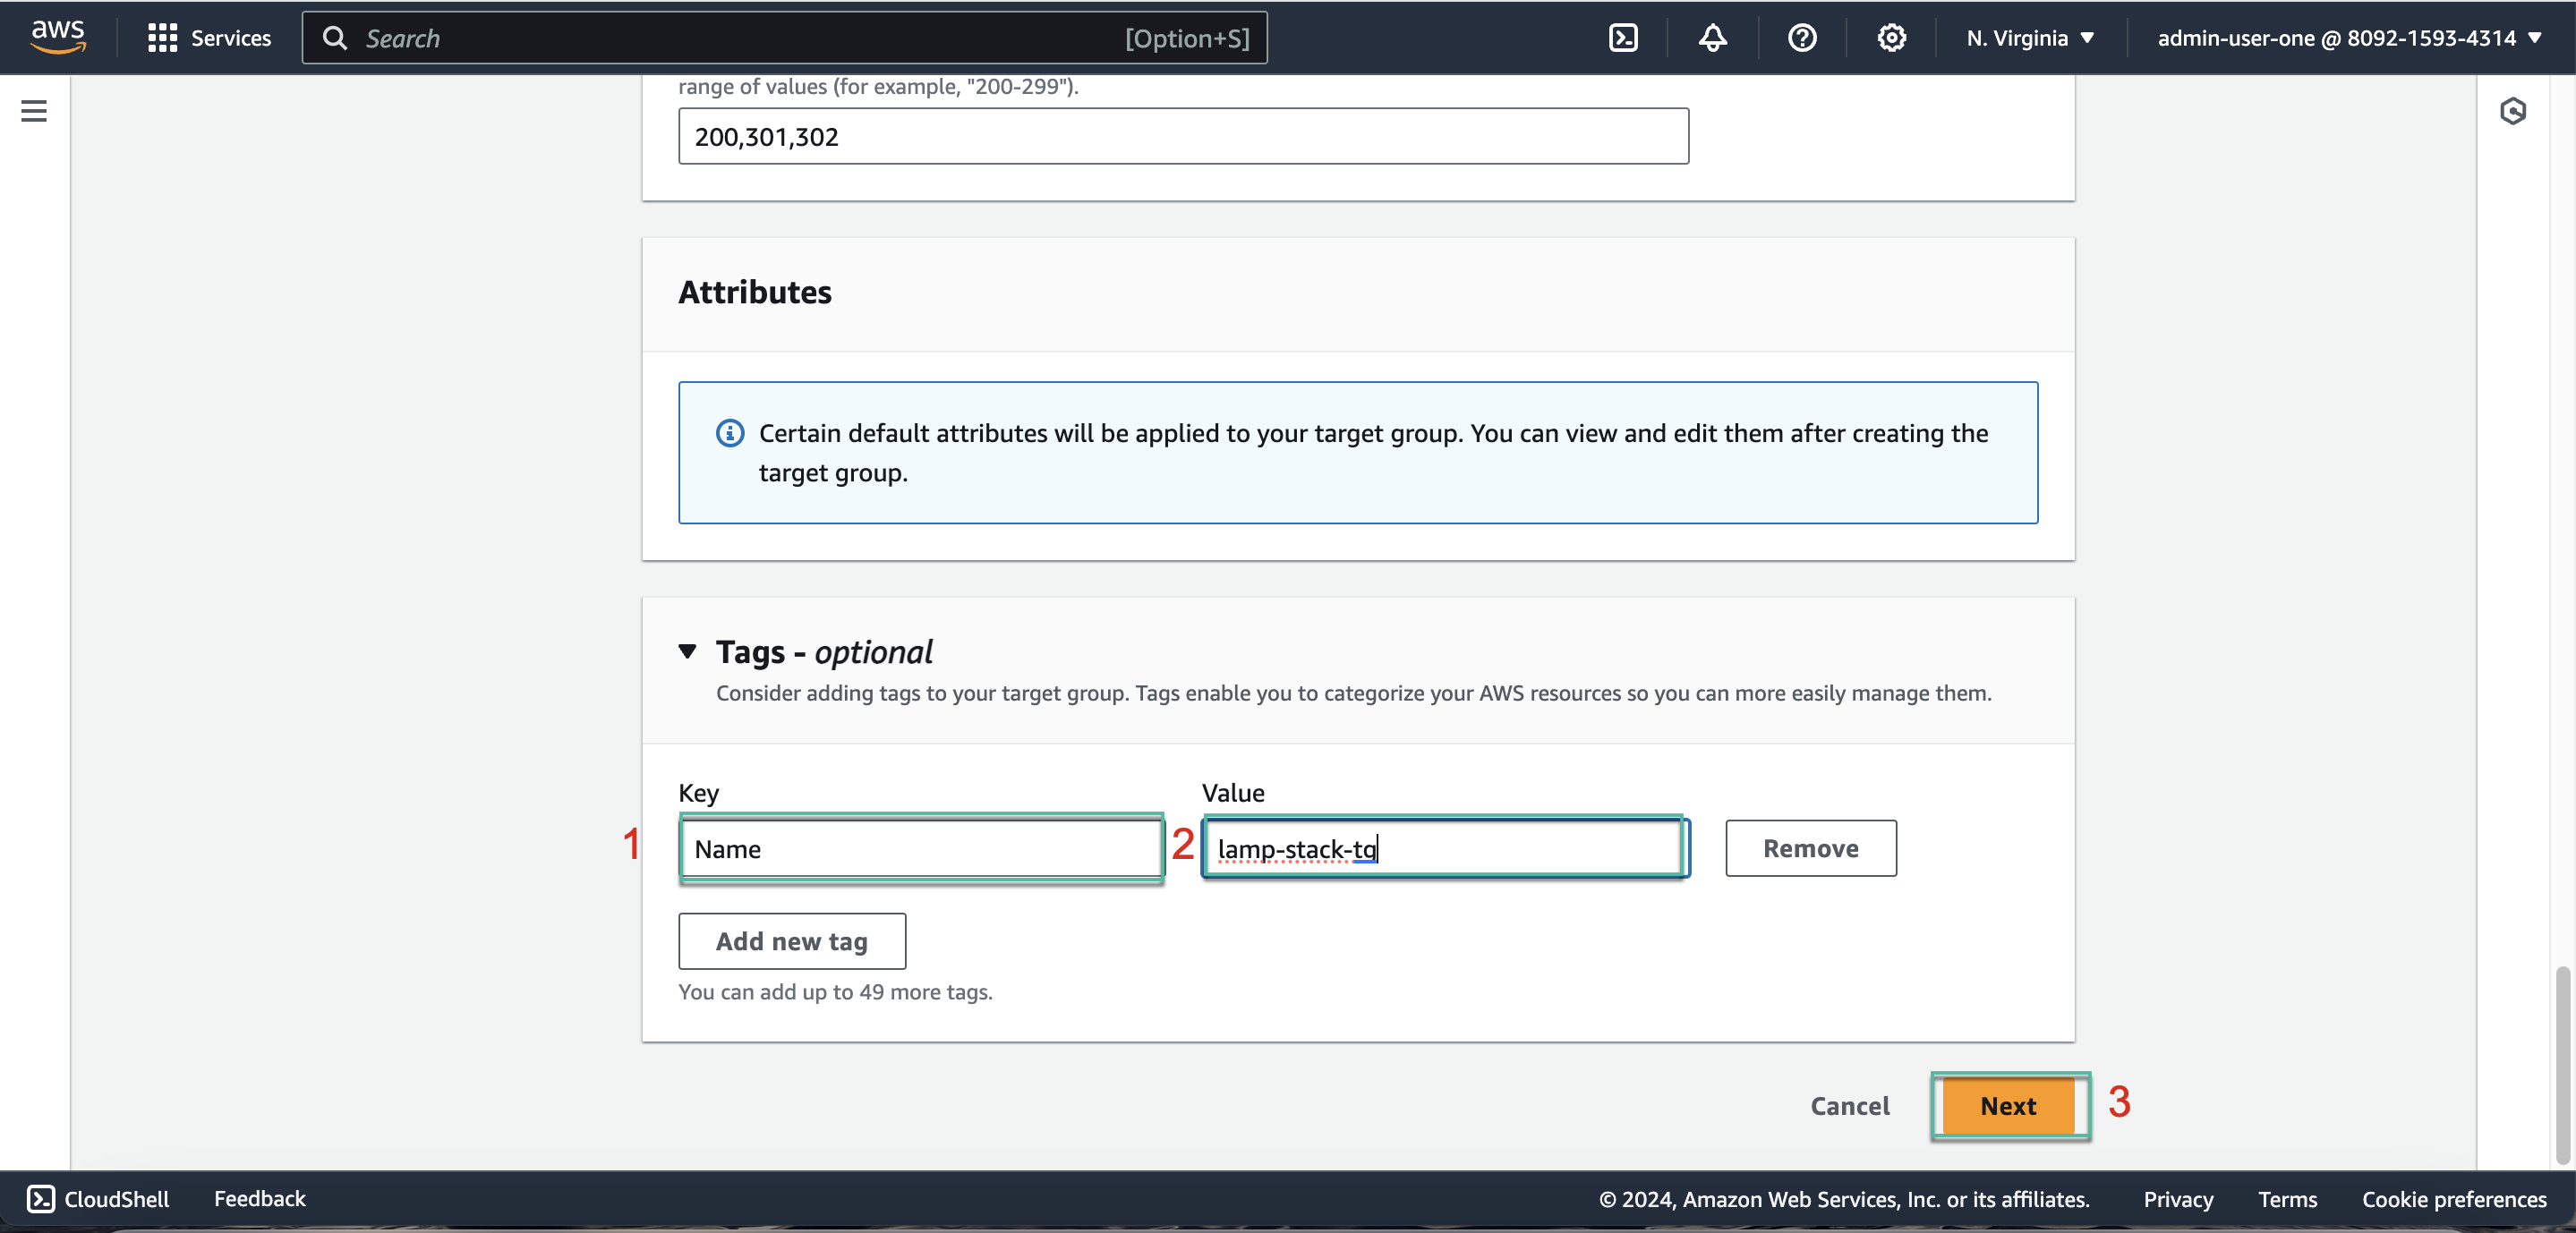 aws Services Search [Option+S] N. Virginia ▼ admin-user-one @ 8092-1593-4314 ▼
range of values (for example, "200-299").
200,301,302
Attributes
Certain default attributes will be applied to your target group. You can view and edit them after creating the
target group.
▼ Tags - optional
Consider adding tags to your target group. Tags enable you to categorize your AWS resources so you can more easily manage them.
Key Value
1 Name 2 lamp-stack-tg Remove
Add new tag
You can add up to 49 more tags.
Cancel Next 3
CloudShell Feedback © 2024, Amazon Web Services, Inc. or its affiliates. Privacy Terms Cookie preferences